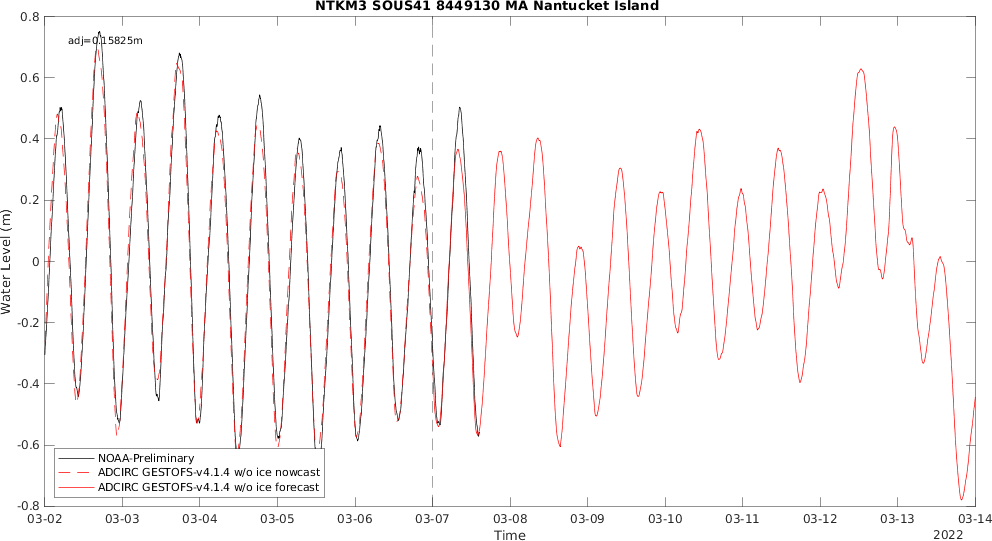 NTKM3 SOUS41 8449130 MA Nantucket Island
adj=0.15825m
0.8
0.6
0.4
0.2
0
-0.2
-0.4
-0.6
-0.8
Water Level (m)
NOAA-Preliminary
ADCIRC GESTOFS-v4.1.4 w/o ice nowcast
ADCIRC GESTOFS-v4.1.4 w/o ice forecast
03-02 03-03 03-04 03-05 03-06 03-07 03-08 03-09 03-10 03-11 03-12 03-13 03-14
Time
2022